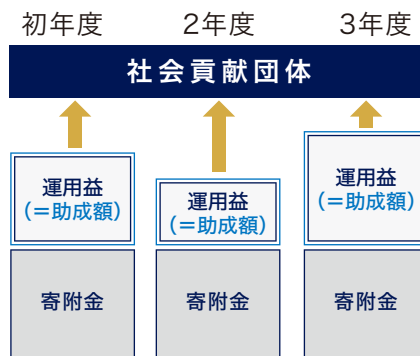 初年度 2年度 3年度
社会貢献団体
運用益 運用益 運用益
(=助成額) (=助成額) (=助成額)
寄附金 寄附金 寄附金